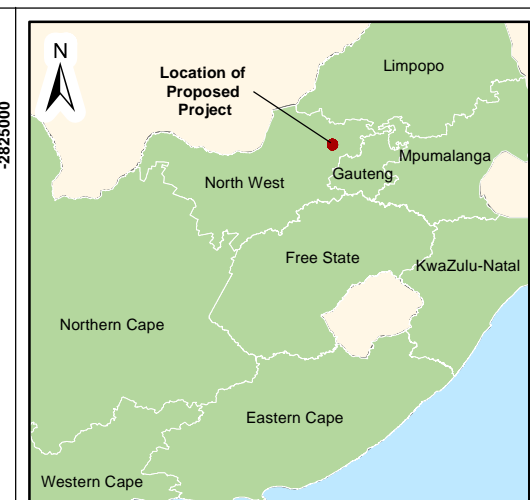 -2825000
N
Location of
Proposed
Project
Limpopo
Mpumalanga
Gauteng
North West
Free State
KwaZulu-Natal
Northern Cape
Eastern Cape
Western Cape